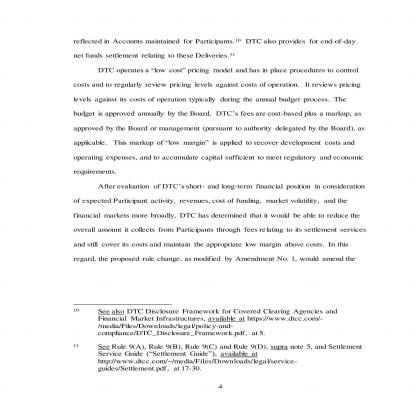 reflected in Accounts maintained for Participants.¹⁰  DTC also provides for end-of-day
net funds settlement relating to these Deliveries.¹¹
DTC operates a “low cost” pricing model and has in place procedures to control
costs and to regularly review pricing levels against costs of operation.  It reviews pricing
levels against its costs of operation typically during the annual budget process.  The
budget is approved annually by the Board.  DTC’s fees are cost-based plus a markup, as
approved by the Board or management (pursuant to authority delegated by the Board), as
applicable.  This markup of “low margin” is applied to recover development costs and
operating expenses, and to accumulate capital sufficient to meet regulatory and economic
requirements.
After evaluation of DTC’s short- and long-term financial position in consideration
of expected Participant activity, revenues, cost of funding, market volatility, and the
financial markets more broadly, DTC has determined that it would be able to reduce the
overall amount it collects from Participants through fees relating to its settlement services
and still cover its costs and maintain the appropriate low margin above costs.  In this
regard, the proposed rule change, as modified by Amendment No. 1, would amend the
¹⁰ See also DTC Disclosure Framework for Covered Clearing Agencies and
Financial Market Infrastructures, available at https://www.dtcc.com/-
/media/Files/Downloads/legal/policy-and-
compliance/DTC_Disclosure_Framework.pdf, at 5.
¹¹ See Rule 9(A), Rule 9(B), Rule 9(C) and Rule 9(D), supra note 5, and Settlement
Service Guide (“Settlement Guide”), available at
http://www.dtcc.com/~/media/Files/Downloads/legal/service-
guides/Settlement.pdf, at 17-30.
4